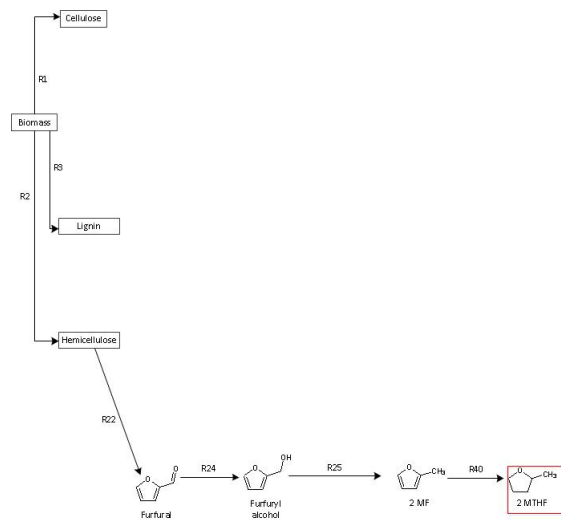 Cellulose
R1
Biomass
R3
R2
Lignin
Hemicellulose
R22
O
O
R24
O
OH
R25
O
CH3
R40
O
CH3
Furfural
Furfuryl
alcohol
2 MF
2 MTHF